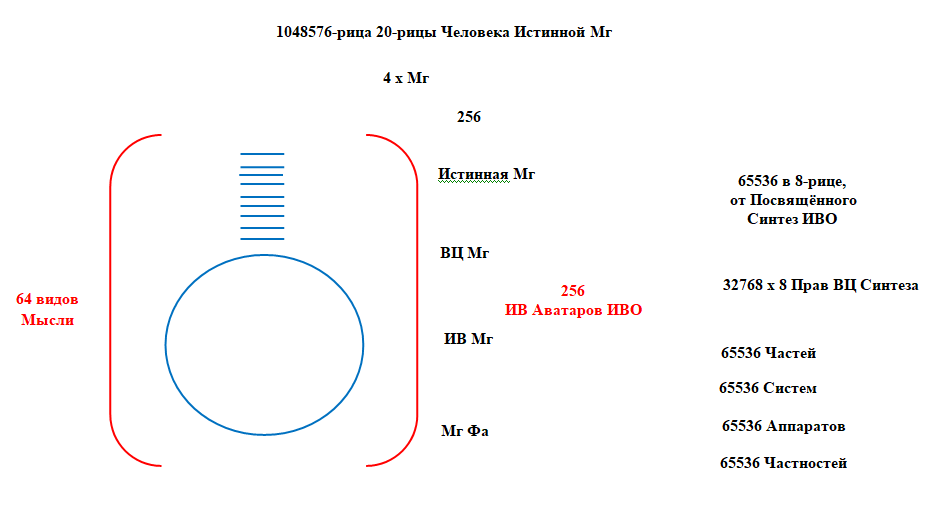 1048576-рица 20-рицы Человека Истинной Мг
4 х Мг
256
Истинная Мг
ВЦ Мг
ИВ Мг
Мг Фа
64 видов
Мысли
256
ИВ Аватаров ИВО
65536 в 8-рице,
от Посвящённого
Синтез ИВО
32768 х 8 Прав ВЦ Синтеза
65536 Частей
65536 Систем
65536 Аппаратов
65536 Частностей